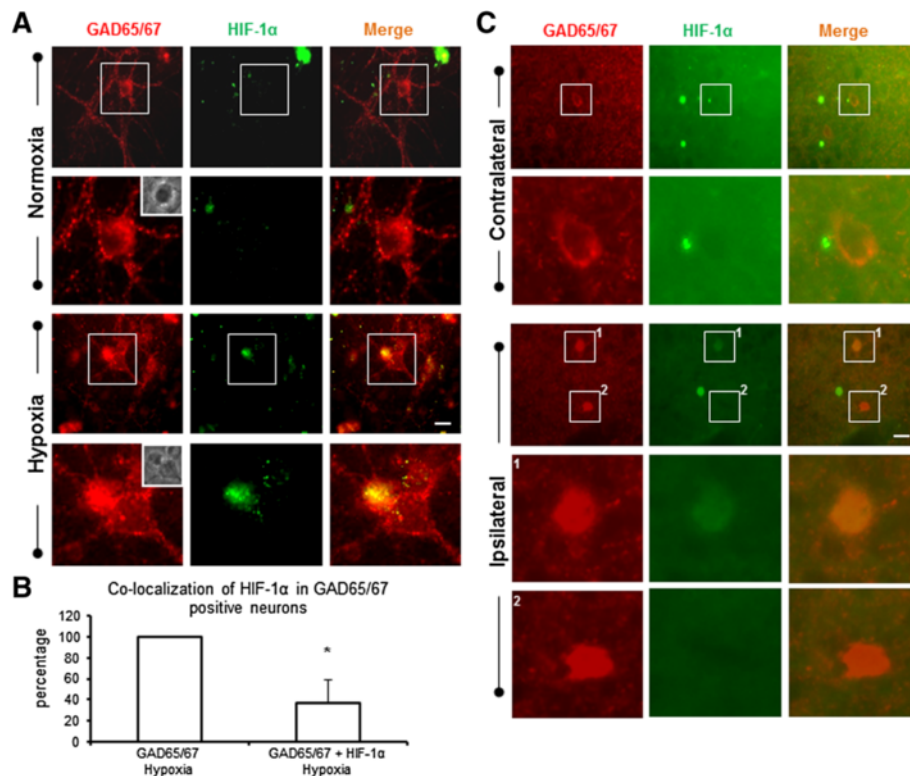 A
GAD65/67 HIF-1α Merge
Normoxia
Hypoxia
B
Co-localization of HIF-1α in GAD65/67
positive neurons
percentage
120
100
80
60
40
20
0
*
GAD65/67
Hypoxia
GAD65/67 + HIF-1α
Hypoxia
C
GAD65/67 HIF-1α Merge
Contralateral
Ipsilateral
1 1 1
2 2 2
1
2